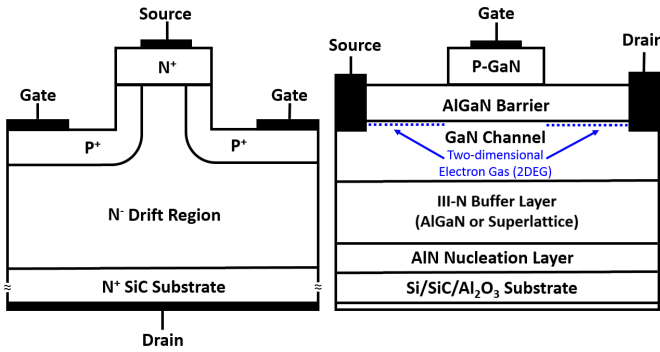 Source
N⁺
Gate
Gate
P⁺
P⁺
N⁻ Drift Region
N⁺ SiC Substrate
≈
≈
Drain
Gate
Source
Drain
P-GaN
AlGaN Barrier
GaN Channel
Two-dimensional
Electron Gas (2DEG)
III-N Buffer Layer
(AlGaN or Superlattice)
AlN Nucleation Layer
Si/SiC/Al₂O₃ Substrate